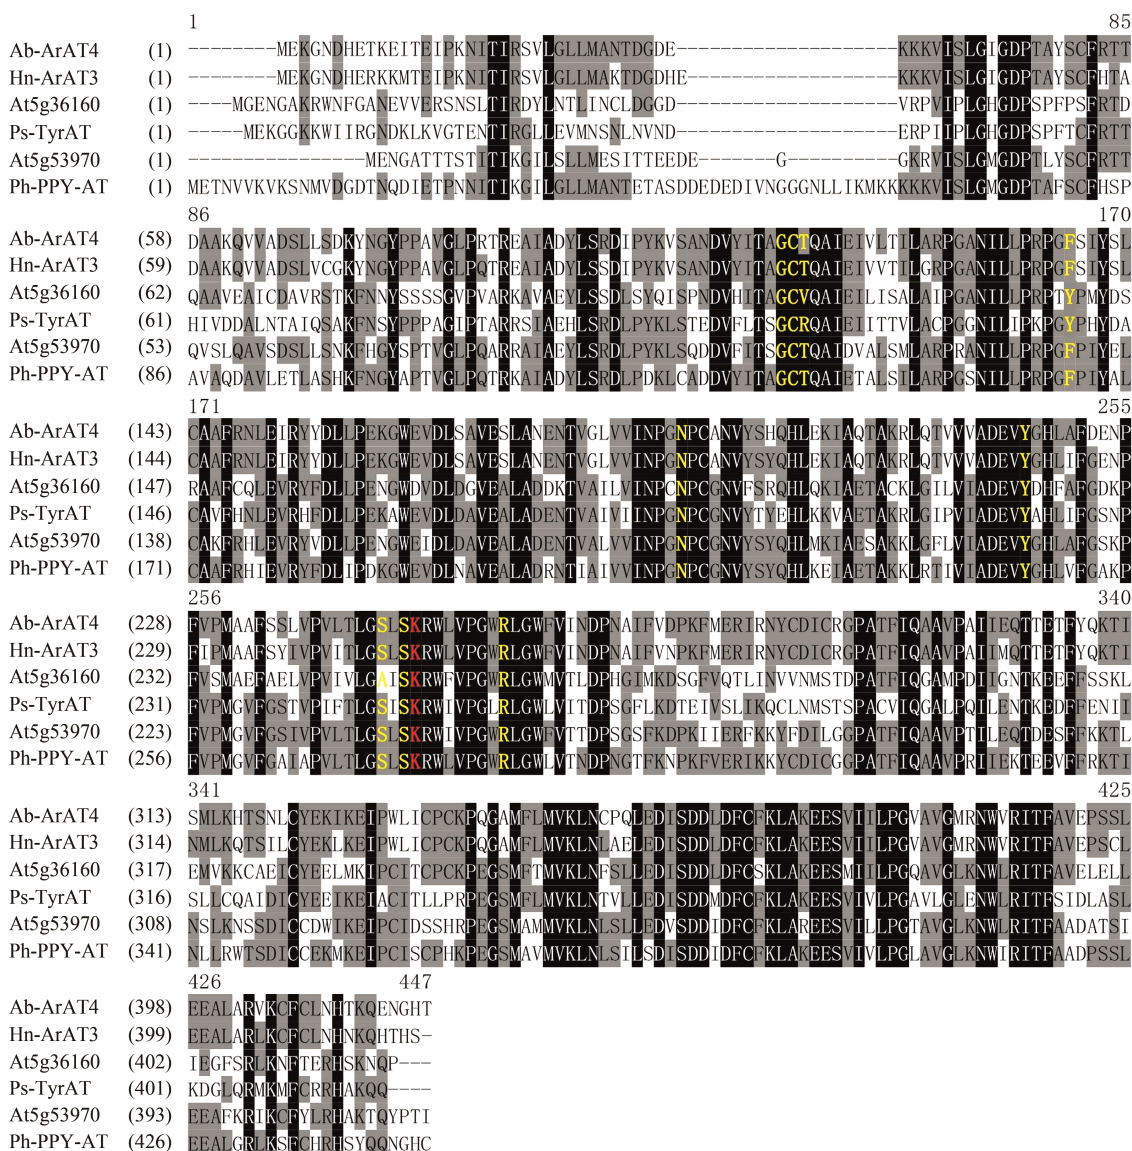 1 85
Ab-ArAT4 (1) --------MEKGNDHETKEITEIPKNITIRSVLGLLMANTDGDE--------------------KKKVISLGIGDPTAYSCFRTT
Hn-ArAT3 (1) --------MEKGNDHERKKMTEIPKNITIRSVLGLLMAKTDGDHE-------------------KKKVISLGIGDPTAYSCFHTA
At5g36160 (1) ----MGENGAKRWNFGANEVVERSNSLTIRDYLNTLINCLDGGD--------------------VRPVIPLGHGDPSPFPSFRTD
Ps-TyrAT (1) -----MEKGGKKWIIRGNDKLKVGTENTIRGLLEVMNSNLNVND--------------------ERPIIPLGHGDPSPFTCFRTT
At5g53970 (1) ----------------MENGATTTSTITIKGILSLLMESITTEEDE-------G----------GKRVISLGMGDPTLYSCFRTT
Ph-PPY-AT (1) METNVVKVKSNMVDGDTNQDIETPNNITIKGILGLLMANTETASDDEDEDIVNGGGNLLIKMKKKKKVISLGMGDPTAFSCFHSP
86 170
Ab-ArAT4 (58) DAAKQVVADSLLSDKYNGYPPAVGLPRTREAIADYLSRDIPYKVSANDVYITAGCTQAIEIVLTILARPGANILLPRPGFSIYSL
Hn-ArAT3 (59) DAAKQVVADSLVCGKYNGYPPAVGLPQTREAIADYLSSDIPYKVSANDVYITAGCTQAIEIVVTILGRPGANILLPRPGFSIYSL
At5g36160 (62) QAAVEAICDAVRSTKFNNYSSSSGVPVARKAVAEYLSSDLSYQISPNDVHITAGCVQAIEILISALAIPGANILLPRPTYPMYDS
Ps-TyrAT (61) HIVDDALNTAIQSAKFNSYPPPAGIPTARRSIAEHLSRDLPYKLSTEDVFLTSGCRQAIEIITTVLACPGGNILIPKPGYPHYDA
At5g53970 (53) QVSLQAVSDSLLSNKFHGYSPTVGLPQARRAIAEYLSRDLPYKLSQDDVFITSGCTQAIDVALSMLARPRANILLPRPGFPIYEL
Ph-PPY-AT (86) AVAQDAVLETLASHKFNGYAPTVGLPQTRKAIADYLSRDLPDKLCADDVYITAGCTQAIETALSILARPGSNILLPRPGFPIYAL
171 255
Ab-ArAT4 (143) CAAFRNLEIRYYDLLPEKGWEVDLSAVESLANENTVGLVVINPGNPCANVYSHQHLEKIAQTAKRLQTVVVADEVYGHLAFDENP
Hn-ArAT3 (144) CAAFRNLEIRYYDLLPEKGWEVDLSAVESLANENTVGLVVINPGNPCANVYSYQHLEKIAQTAKRLQTVVVADEVYGHLIFGENP
At5g36160 (147) RAAFCQLEVRYFDLLPENGWDVDLDGVEALADDKTVAILVINPCNPCGNVFSRQHLQKIAETACKLGILVIADEVYDHFAFGDKP
Ps-TyrAT (146) CAVFHNLEVRHFDLLPEKAWEVDLDAVEALADENTVAIVIINPGNPCGNVYTYEHLKKVAETARKLGIPVIADEVYAHLIFGSNP
At5g53970 (138) CAKFRHLEVRYVDLLPENGWEIDLDAVEALADENTVALVVINPGNPCGNVYSYQHLMKIAESAKKLGFLVIADEVYGHLAFGSKP
Ph-PPY-AT (171) CAAFRHIEVRYFDLIPDKGWEVDLNAVEALADRNTIAIVVINPGNPCGNVYSYQHLKEIAETAKKLRTIVIADEVYGHLVFGAKP
256 340
Ab-ArAT4 (228) FVPMAAFSSLVPVLTLGSLSKRWLVPGWRLGWFVINDPNAIFVDPKFMERIRNYCDICRGPATFIQAAVPAIIEQTTETFYQKTI
Hn-ArAT3 (229) FIPMAAFSYIVPVITLGSLSKRWLVPGWRLGWFVINDPNAIFVNPKFMERIRNYCDICRGPATFIQAAVPAIIMQTTETFYQKTI
At5g36160 (232) FVSMAEFAELVPVIVLGAISKRWFVPGWRLGWMVTLDPHGIMKDSGFVQTLINVVNMSTDPATFIQGAMPDIIGNTKEEFFSSKL
Ps-TyrAT (231) FVPMGVFGSTVPIFTLGSISKRWIVPGLRLGWLVITDPSGFLKDTEIVSLIKQCLNMSTSPACVIQGALPQILENTKEDFFENII
At5g53970 (223) FVPMGVFGSIVPVLTLGSLSKRWIVPGWRLGWFVTTDPSGSFKDPKIIERFKKYFDILGGPATFIQAAVPTILEQTDESFFKKTL
Ph-PPY-AT (256) FVPMGVFGAIAPVLTLGSLSKRWLVPGWRLGWLVTNDPNGTFKNPKFVERIKKYCDICGGPATFIQAAVPRIIEKTEEVFFRKTI
341 425
Ab-ArAT4 (313) SMLKHTSNLCYEKIKEIPWLICPCKPQGAMFLMVKLNCPQLEDISDDLDFCFKLAKEESVIILPGVAVGMRNWVRITFAVEPSSL
Hn-ArAT3 (314) NMLKQTSILCYEKLKEIPWLICPCKPQGAMFLMVKLNLAELEDISDDLDFCFKLAKEESVIILPGVAVGMRNWVRITFAVEPSCL
At5g36160 (317) EMVKKCAEICYEELMKIPCITCPCKPEGSMFTMVKLNFSLLEDISDDLDFCSKLAKEESMIILPGQAVGLKNWLRITFAVELELL
Ps-TyrAT (316) SLLCQAIDICYEEIKEIACITLLPRPEGSMFLMVKLNTVLLEDISDDMDFCFKLAKEESMIVLPGAVLGLENWLRITFSIDLASL
At5g53970 (308) NSLKNSSDICCDWIKEIPCIDSSHRPEGSMAMMVKLNLSLLEDVSDDIDFCFKLAREESVILLPGTAVGLKNWLRITFAADATSI
Ph-PPY-AT (341) NLLRWTSDICCEKMKEIPCISCPHKPEGSMAVMVKLNLSILSDISDDIDFCFKLAKEESVIVLPGLAVGLKNWIRITFAADPSSL
426 447
Ab-ArAT4 (398) EEALARVKCFCLNHTKQENGHT
Hn-ArAT3 (399) EEALARLKCFCLNHNKQHTHS-
At5g36160 (402) IEGFSRLKNFTERHSKNQP---
Ps-TyrAT (401) KDGLQRMKMFCRRHAKQQ----
At5g53970 (393) EEAFKRIKCFYLRHAKTQYPTI
Ph-PPY-AT (426) EEALGRLKSFCHRHSYQQNGHC